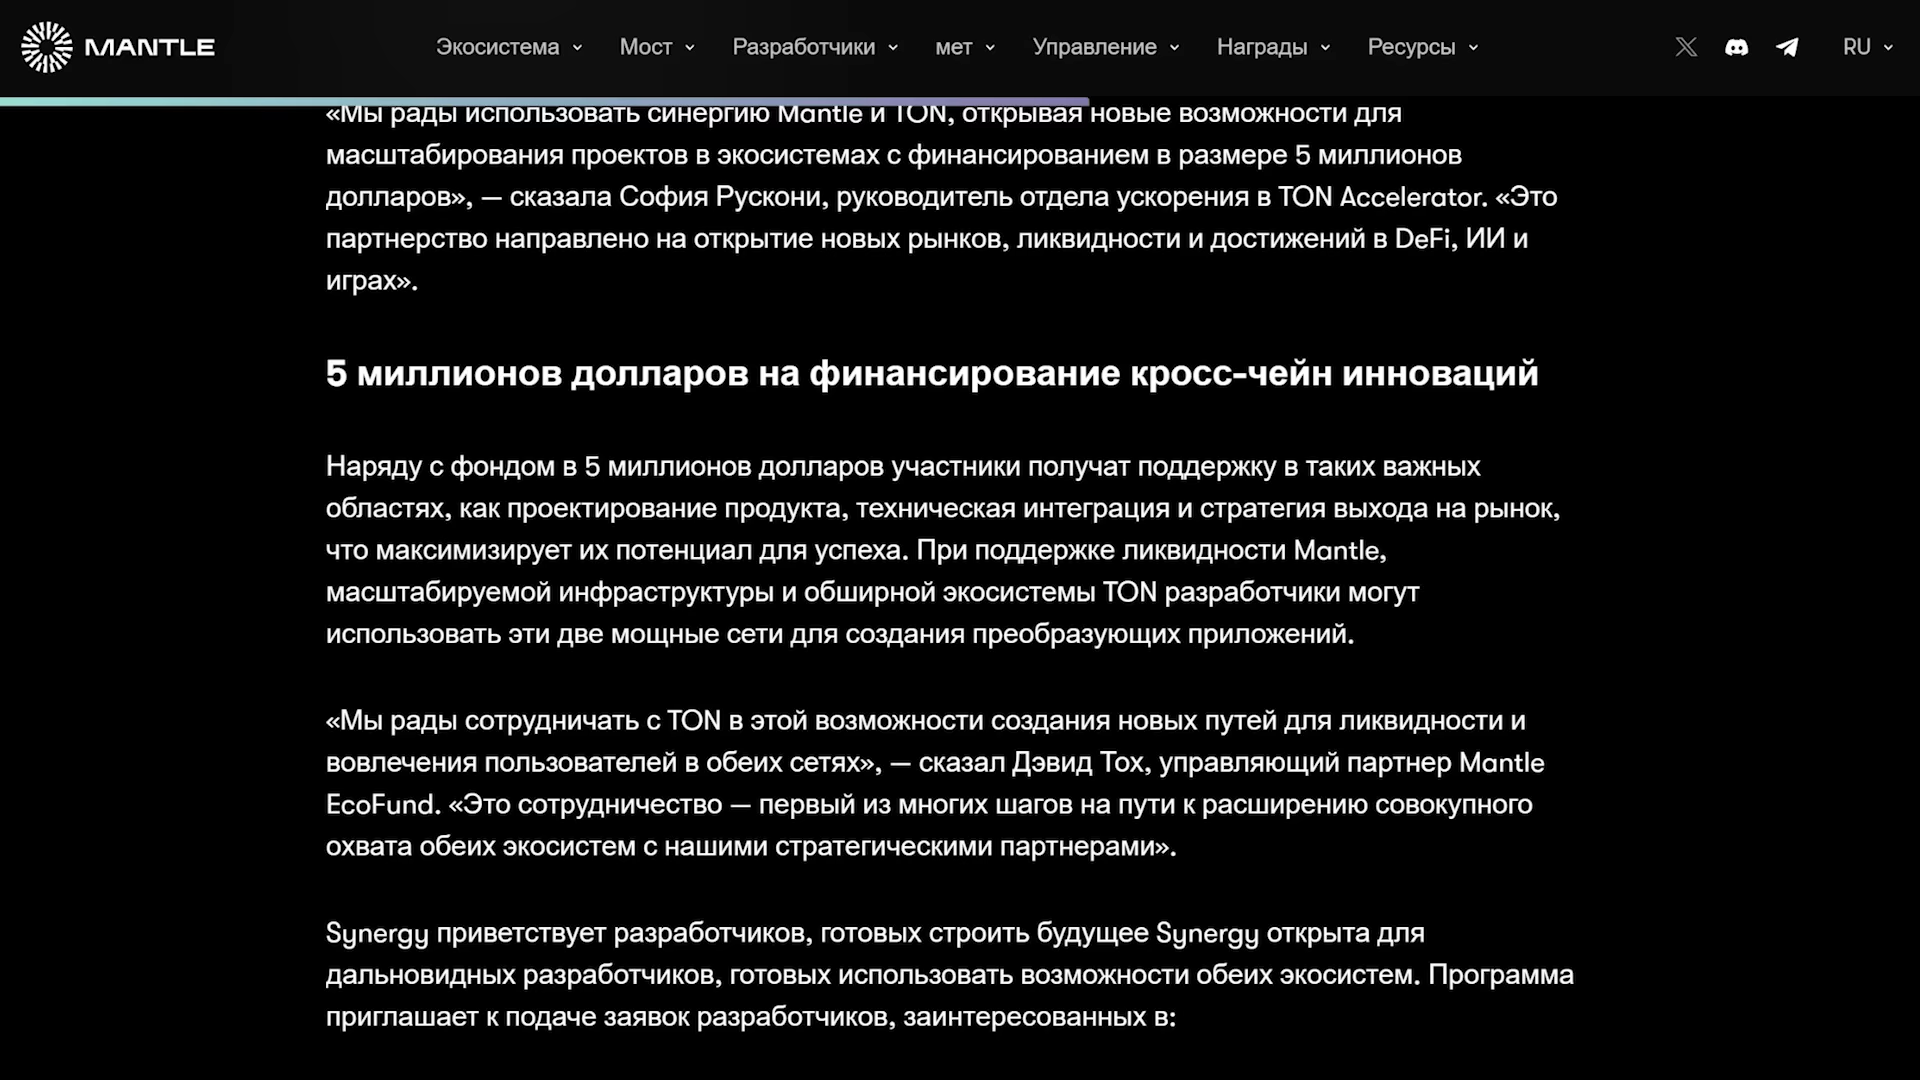 MANTLE
Экосистема
Мост
Разработчики
мет
Управление
Награды
Ресурсы
RU
«Мы рады использовать синергию Mantle и TON, открывая новые возможности для
масштабирования проектов в экосистемах с финансированием в размере 5 миллионов
долларов», — сказала София Рускони, руководитель отдела ускорения в TON Accelerator. «Это
партнерство направлено на открытие новых рынков, ликвидности и достижений в DeFi, ИИ и
играх».
5 миллионов долларов на финансирование кросс-чейн инноваций
Наряду с фондом в 5 миллионов долларов участники получат поддержку в таких важных
областях, как проектирование продукта, техническая интеграция и стратегия выхода на рынок,
что максимизирует их потенциал для успеха. При поддержке ликвидности Mantle,
масштабируемой инфраструктуры и обширной экосистемы TON разработчики могут
использовать эти две мощные сети для создания преобразующих приложений.
«Мы рады сотрудничать с TON в этой возможности создания новых путей для ликвидности и
вовлечения пользователей в обеих сетях», — сказал Дэвид Тох, управляющий партнер Mantle
EcoFund. «Это сотрудничество — первый из многих шагов на пути к расширению совокупного
охвата обеих экосистем с нашими стратегическими партнерами».
Synergy приветствует разработчиков, готовых строить будущее Synergy открыта для
дальновидных разработчиков, готовых использовать возможности обеих экосистем. Программа
приглашает к подаче заявок разработчиков, заинтересованных в: